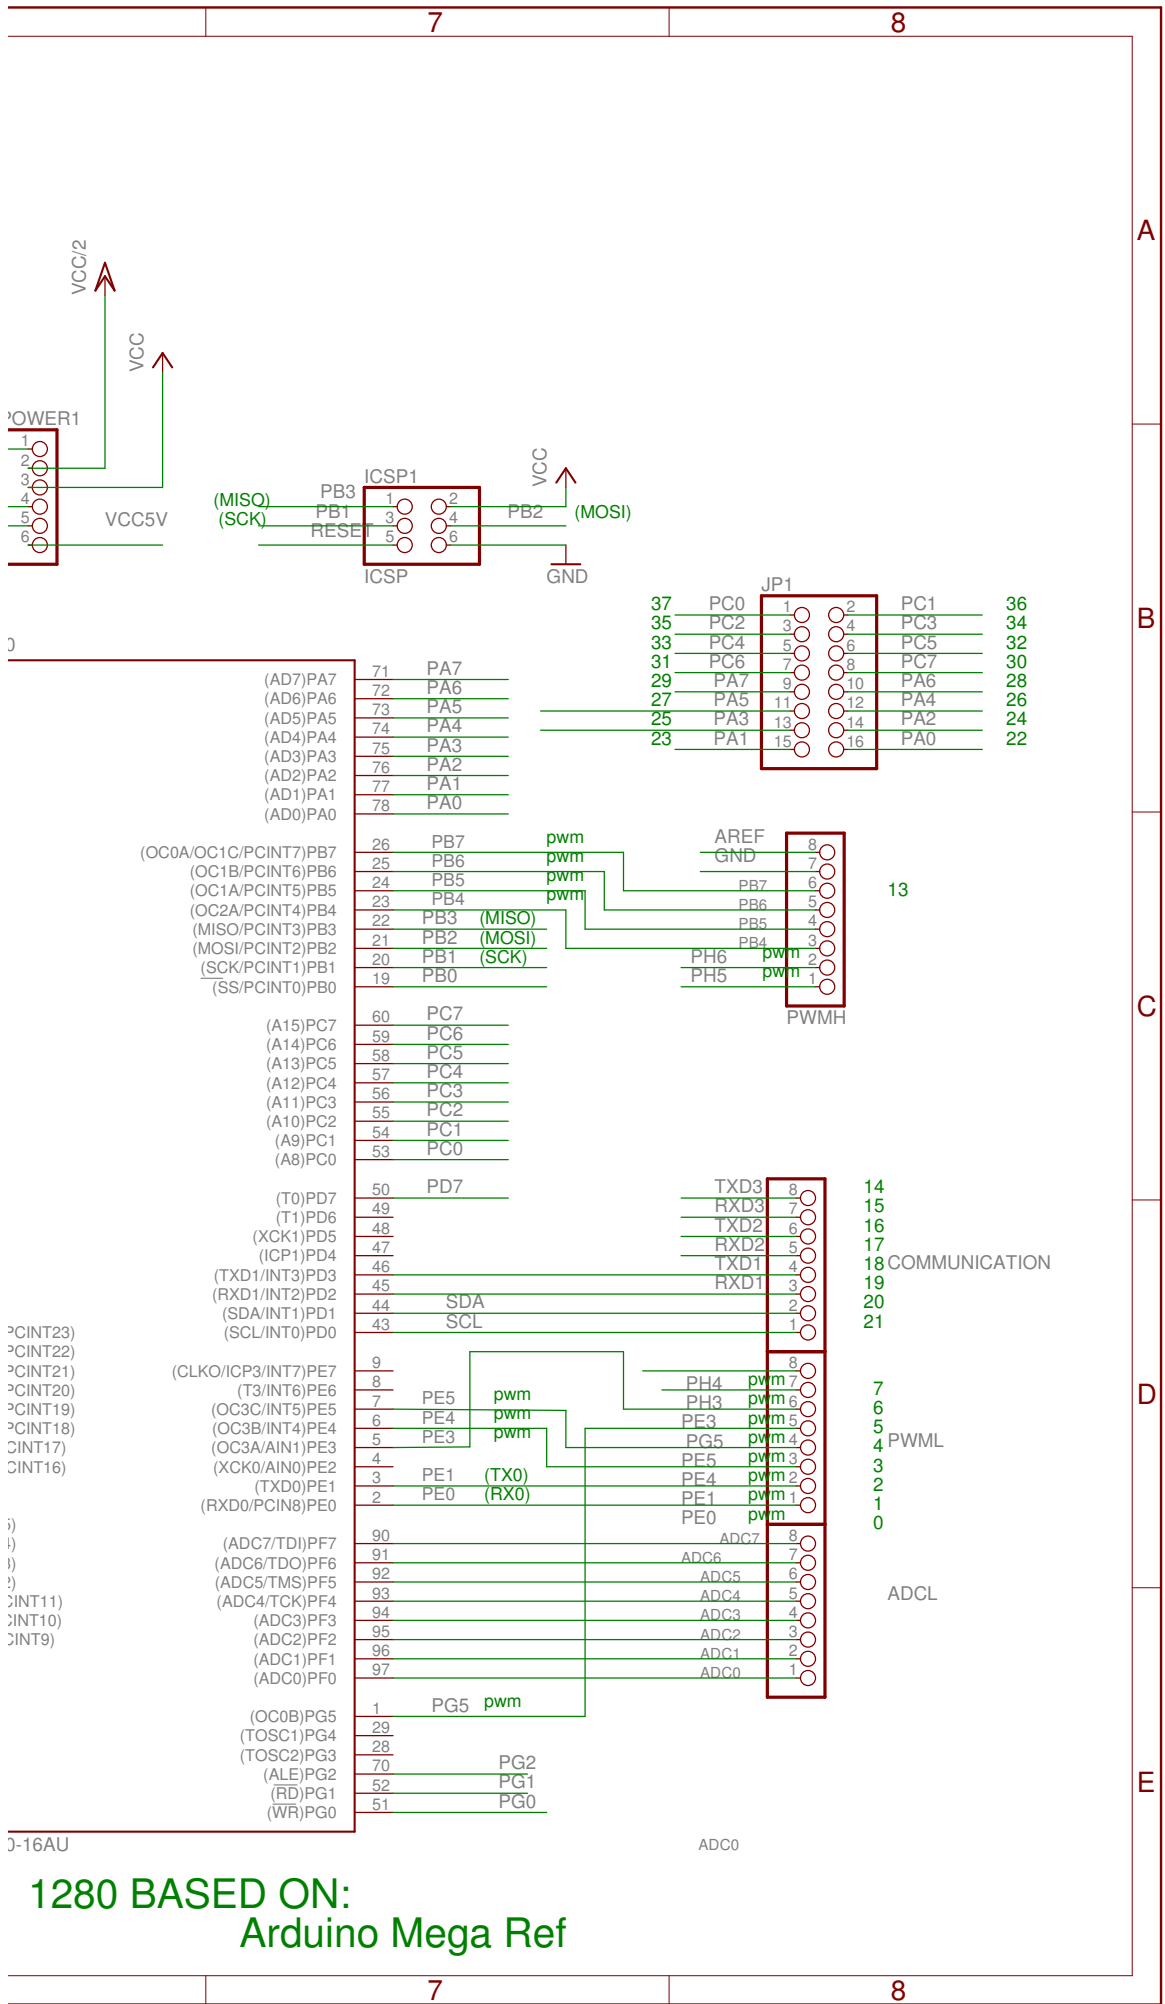 7 8
A
VCC/2
VCC
POWER1
1
2
3
4
5
6
VCC5V
ICSP1
VCC
(MISO) PB3 1 2
(SCK) PB1 3 4 PB2 (MOSI)
RESET 5 6
ICSP GND
B
JP1
37 PC0 1 2 PC1 36
35 PC2 3 4 PC3 34
33 PC4 5 6 PC5 32
31 PC6 7 8 PC7 30
29 PA7 9 10 PA6 28
27 PA5 11 12 PA4 26
25 PA3 13 14 PA2 24
23 PA1 15 16 PA0 22
0
(AD7)PA7 71 PA7
(AD6)PA6 72 PA6
(AD5)PA5 73 PA5
(AD4)PA4 74 PA4
(AD3)PA3 75 PA3
(AD2)PA2 76 PA2
(AD1)PA1 77 PA1
(AD0)PA0 78 PA0
(OC0A/OC1C/PCINT7)PB7 26 PB7 pwm
(OC1B/PCINT6)PB6 25 PB6 pwm
(OC1A/PCINT5)PB5 24 PB5 pwm
(OC2A/PCINT4)PB4 23 PB4 pwm
(MISO/PCINT3)PB3 22 PB3 (MISO)
(MOSI/PCINT2)PB2 21 PB2 (MOSI)
(SCK/PCINT1)PB1 20 PB1 (SCK)
(SS/PCINT0)PB0 19 PB0
AREF 8
GND 7
PB7 6 13
PB6 5
PB5 4
PB4 3
PH6 pwm 2
PH5 pwm 1
PWMH
C
(A15)PC7 60 PC7
(A14)PC6 59 PC6
(A13)PC5 58 PC5
(A12)PC4 57 PC4
(A11)PC3 56 PC3
(A10)PC2 55 PC2
(A9)PC1 54 PC1
(A8)PC0 53 PC0
(T0)PD7 50 PD7
(T1)PD6 49
(XCK1)PD5 48
(ICP1)PD4 47
(TXD1/INT3)PD3 46
(RXD1/INT2)PD2 45
(SDA/INT1)PD1 44 SDA
(SCL/INT0)PD0 43 SCL
TXD3 8 14
RXD3 7 15
TXD2 6 16
RXD2 5 17
TXD1 4 18 COMMUNICATION
RXD1 3 19
2 20
1 21
PCINT23)
PCINT22)
PCINT21)
PCINT20)
PCINT19)
PCINT18)
CINT17)
CINT16)
(CLKO/ICP3/INT7)PE7 9
(T3/INT6)PE6 8
(OC3C/INT5)PE5 7 PE5 pwm
(OC3B/INT4)PE4 6 PE4 pwm
(OC3A/AIN1)PE3 5 PE3 pwm
(XCK0/AIN0)PE2 4
(TXD0)PE1 3 PE1 (TX0)
(RXD0/PCIN8)PE0 2 PE0 (RX0)
8
PH4 pwm 7 7
PH3 pwm 6 6
PE3 pwm 5 5
PG5 pwm 4 4 PWML
PE5 pwm 3 3
PE4 pwm 2 2
PE1 pwm 1 1
PE0 pwm 0
D
5)
4)
3)
2)
CINT11)
CINT10)
CINT9)
(ADC7/TDI)PF7 90 ADC7 8
(ADC6/TDO)PF6 91 ADC6 7
(ADC5/TMS)PF5 92 ADC5 6
(ADC4/TCK)PF4 93 ADC4 5 ADCL
(ADC3)PF3 94 ADC3 4
(ADC2)PF2 95 ADC2 3
(ADC1)PF1 96 ADC1 2
(ADC0)PF0 97 ADC0 1
(OC0B)PG5 1 PG5 pwm
(TOSC1)PG4 29
(TOSC2)PG3 28
(ALE)PG2 70 PG2
(RD)PG1 52 PG1
(WR)PG0 51 PG0
E
0-16AU
ADC0
1280 BASED ON:
Arduino Mega Ref
7 8